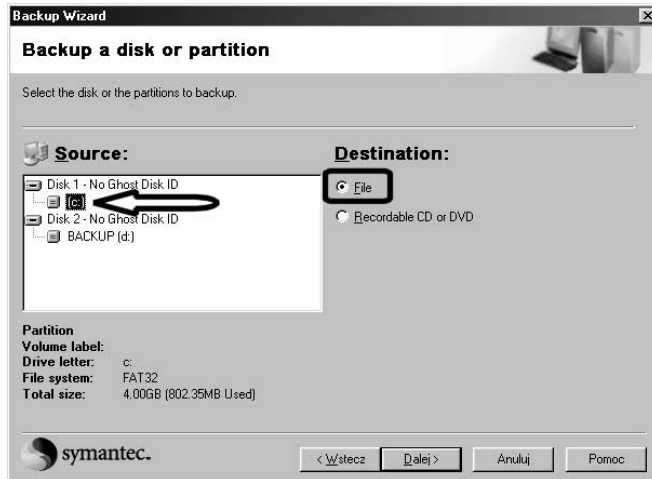 Backup Wizard
Backup a disk or partition
Select the disk or the partitions to backup.
Source:
Disk 1 - No Ghost Disk ID
(c:)
Disk 2 - No Ghost Disk ID
BACKUP (d:)
Destination:
File
Recordable CD or DVD
Partition
Volume label:
Drive letter: c:
File system: FAT32
Total size: 4.00GB (802.35MB Used)
symantec.
< Wstecz Dalej > Anuluj Pomoc